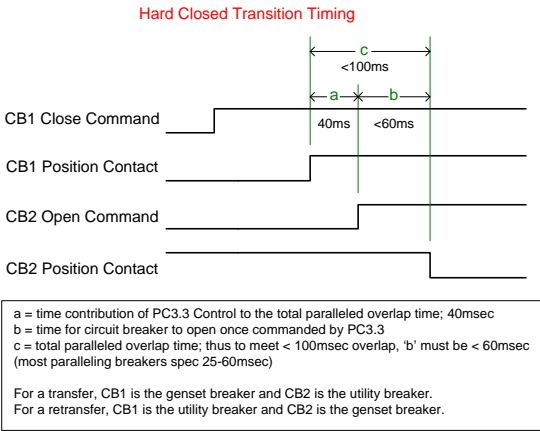 Hard Closed Transition Timing
c
<100ms
a b
CB1 Close Command
40ms <60ms
CB1 Position Contact
CB2 Open Command
CB2 Position Contact
a = time contribution of PC3.3 Control to the total paralleled overlap time; 40msec
b = time for circuit breaker to open once commanded by PC3.3
c = total paralleled overlap time; thus to meet < 100msec overlap, ‘b’ must be < 60msec
(most paralleling breakers spec 25-60msec)
For a transfer, CB1 is the genset breaker and CB2 is the utility breaker.
For a retransfer, CB1 is the utility breaker and CB2 is the genset breaker.